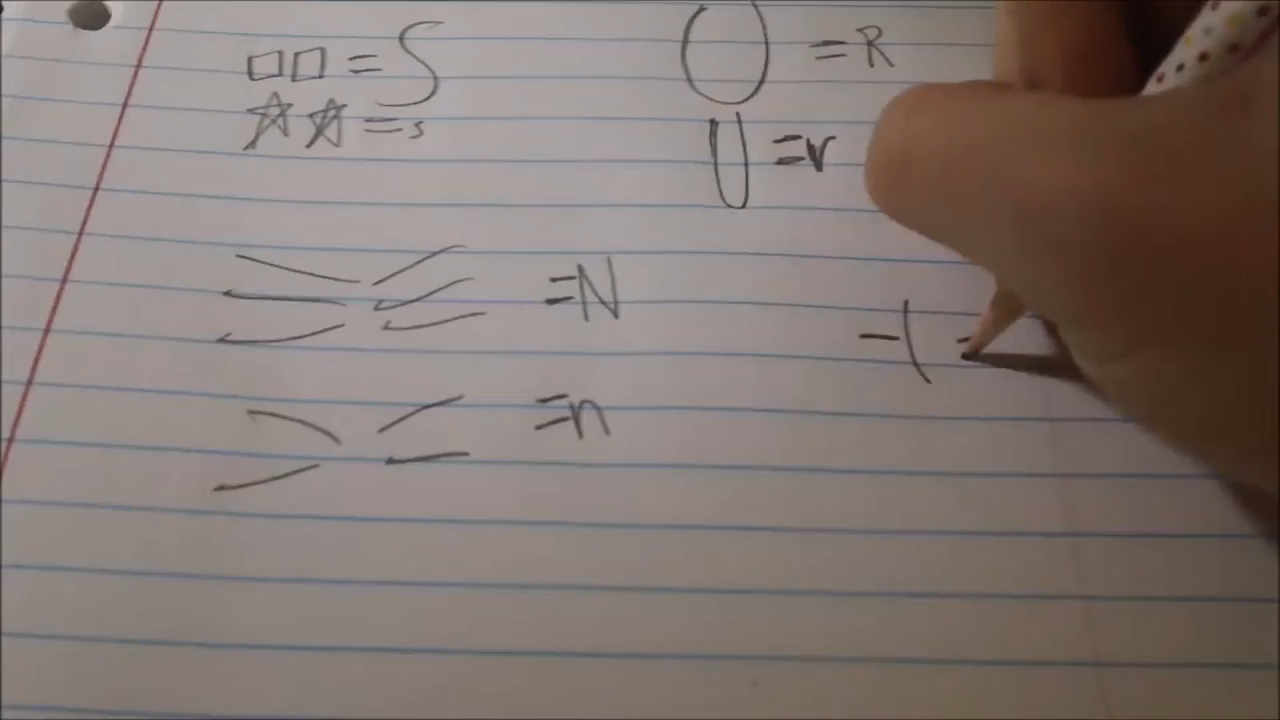 =S
=s
=R
=r
=N
=n